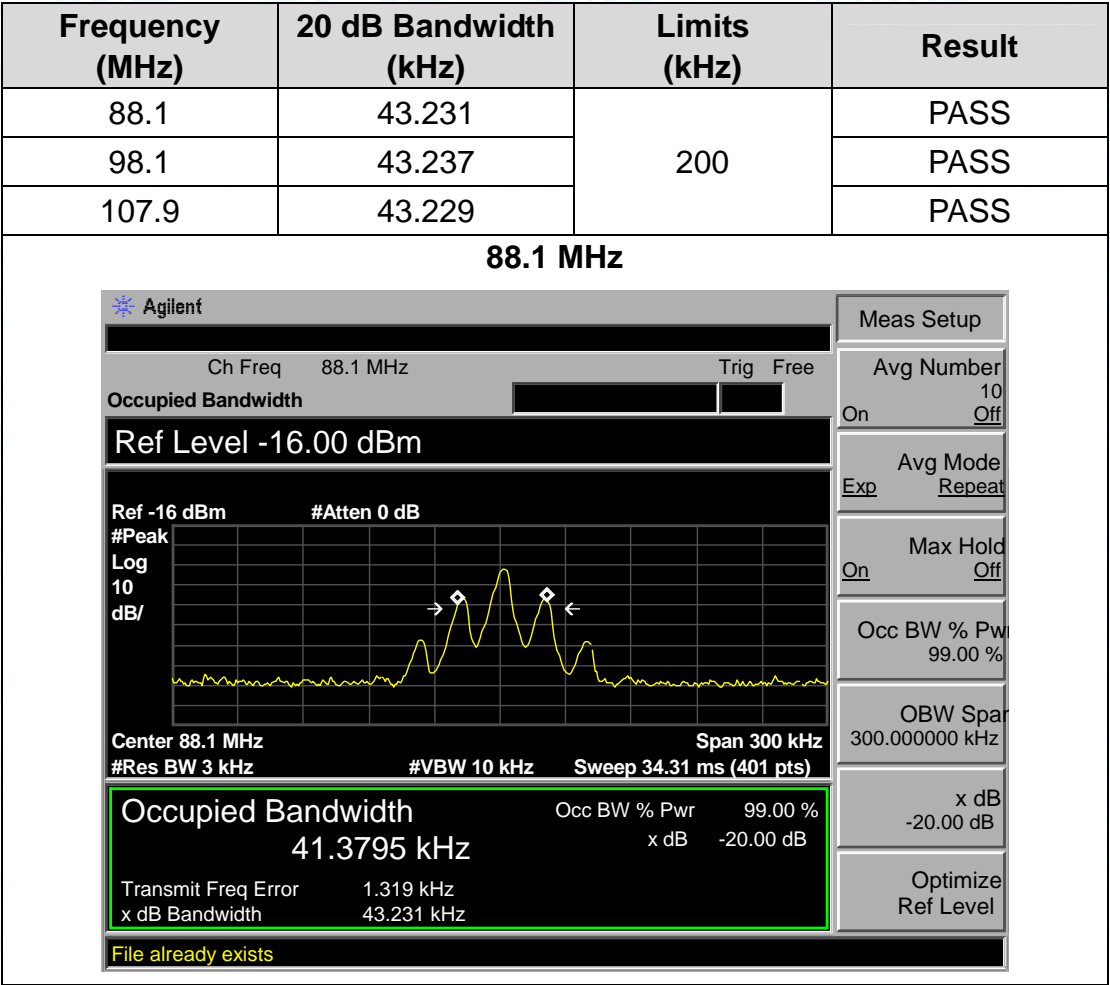 Frequency (MHz) 20 dB Bandwidth (kHz) Limits (kHz) Result
88.1 43.231 200 PASS
98.1 43.237 PASS
107.9 43.229 PASS
88.1 MHz
Agilent
Meas Setup
Ch Freq 88.1 MHz Trig Free
Occupied Bandwidth
Avg Number
10
On Off
Ref Level -16.00 dBm
Avg Mode
Exp Repeat
Ref -16 dBm #Atten 0 dB
#Peak
Log
10
dB/
Max Hold
On Off
Occ BW % Pwr
99.00 %
OBW Span
300.000000 kHz
Center 88.1 MHz Span 300 kHz
#Res BW 3 kHz #VBW 10 kHz Sweep 34.31 ms (401 pts)
x dB
-20.00 dB
Occupied Bandwidth Occ BW % Pwr 99.00 %
41.3795 kHz x dB -20.00 dB
Transmit Freq Error 1.319 kHz
x dB Bandwidth 43.231 kHz
Optimize
Ref Level
File already exists